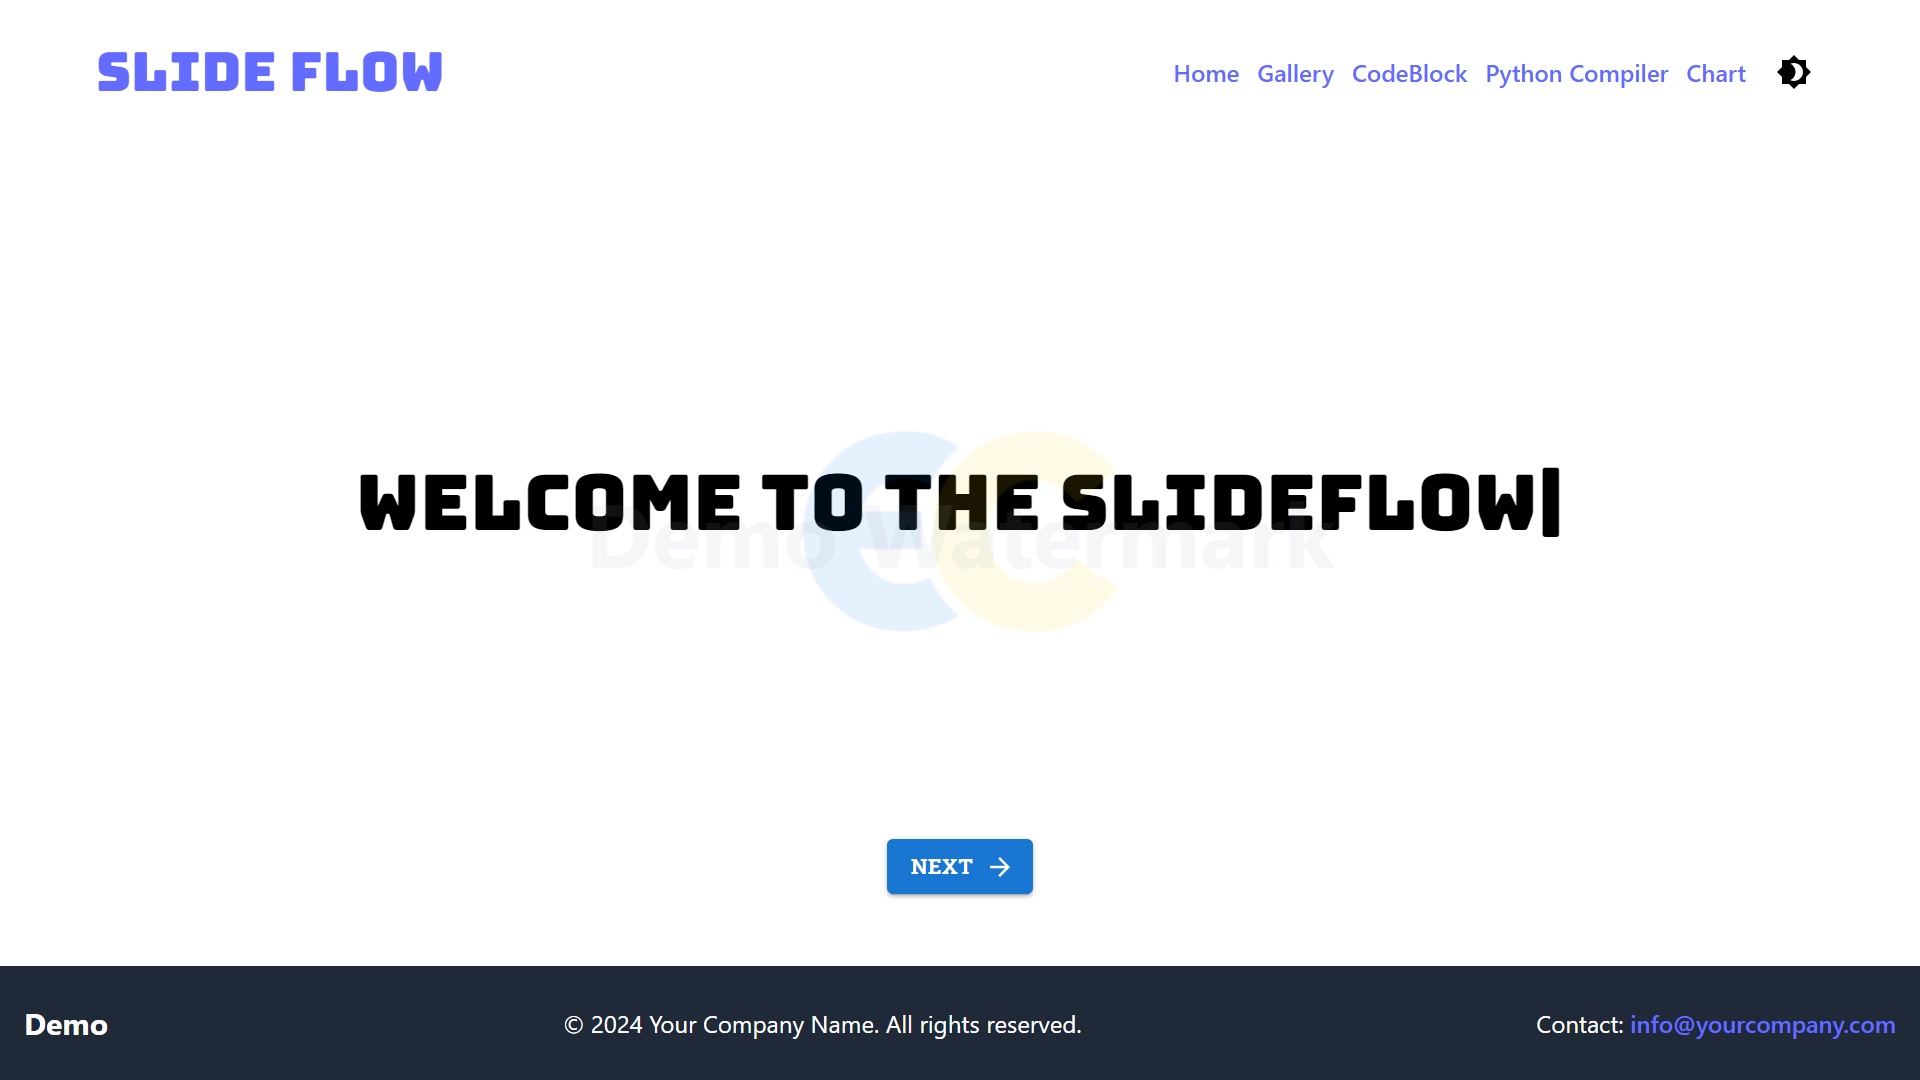 SLIDE FLOW
Home Gallery CodeBlock Python Compiler Chart
WELCOME TO THE SLIDEFLOW|
Demo Watermark
NEXT
Demo
© 2024 Your Company Name. All rights reserved.
Contact: info@yourcompany.com